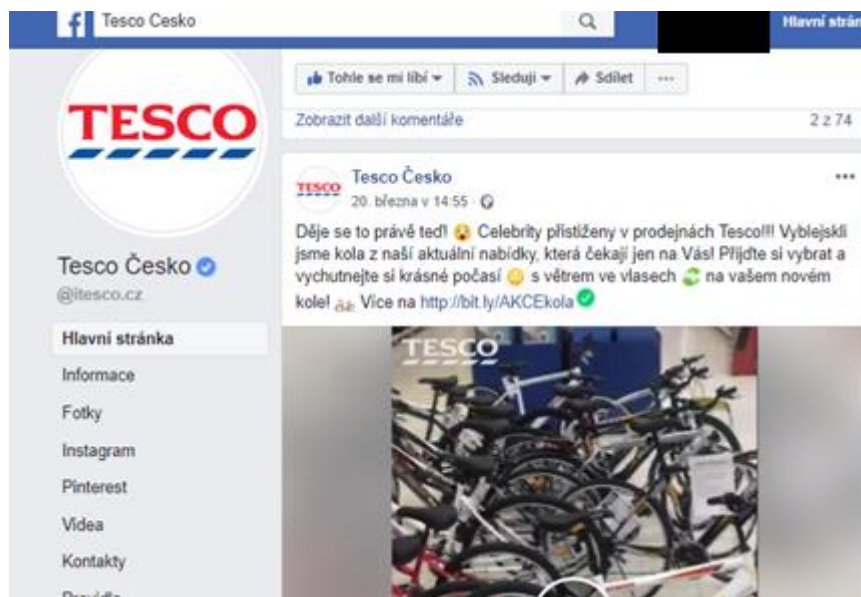 Tesco Česko
Hlavní strán
TESCO
Tohle se mi líbí
Sleduji
Sdílet
Zobrazit další komentáře
2 z 74
TESCO
Tesco Česko
20. března v 14:55
Děje se to právě teď! 😮 Celebrity přistiženy v prodejnách Tesco!!! Vyblejskli
jsme kola z naší aktuální nabídky, která čekají jen na Vás! Přijďte si vybrat a
vychutnejte si krásné počasí 🌞 s větrem ve vlasech 🍃 na vašem novém
kole! 🚲 Více na http://bit.ly/AKCEkola
Tesco Česko
@itesco.cz
Hlavní stránka
Informace
Fotky
Instagram
Pinterest
Videa
Kontakty
TESCO